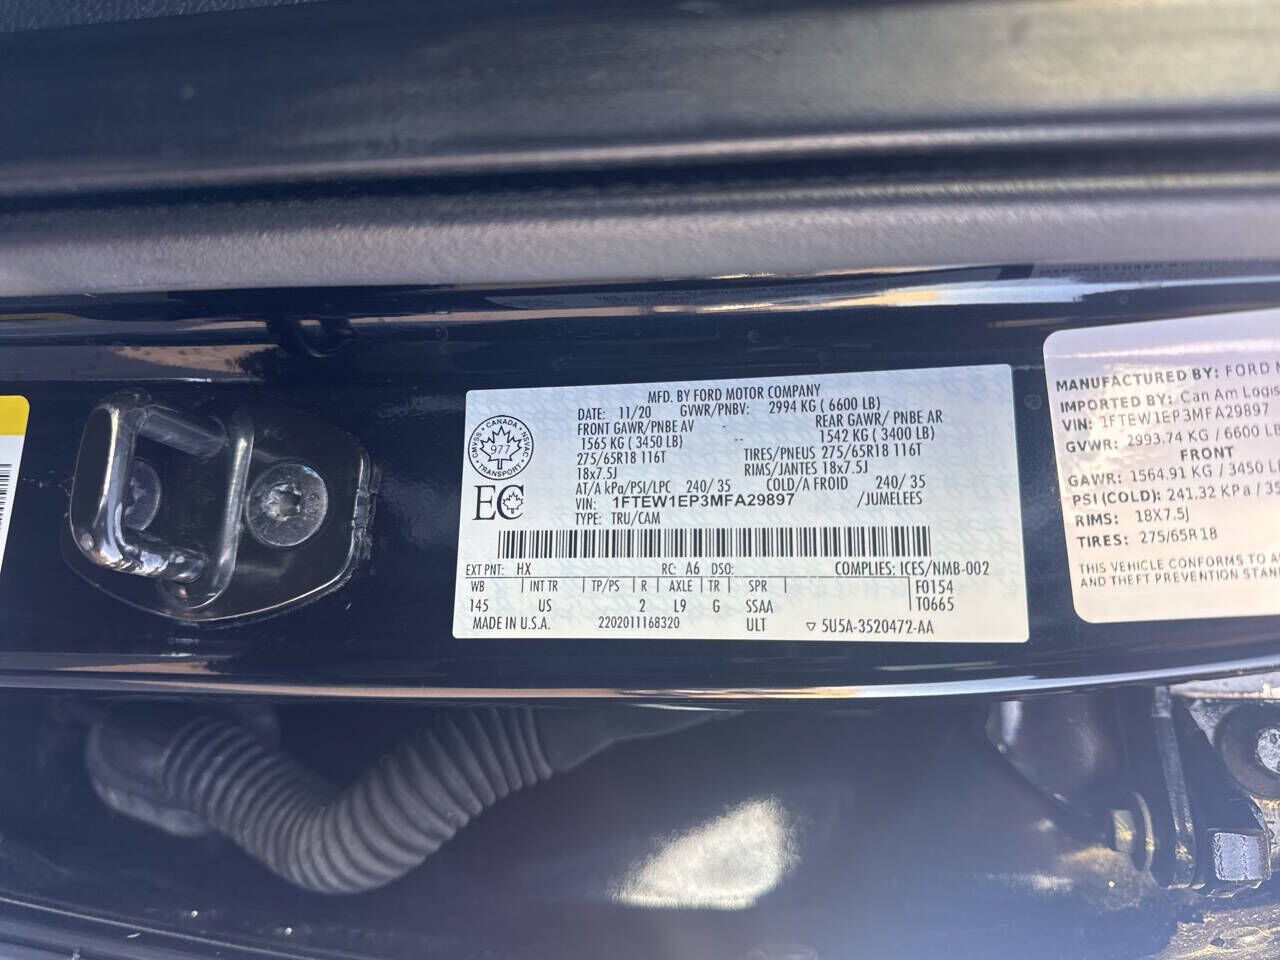 MFD. BY FORD MOTOR COMPANY
DATE: 11/20 GVWR/PNBV: 2994 KG ( 6600 LB)
FRONT GAWR/PNBE AV REAR GAWR/ PNBE AR
1565 KG ( 3450 LB) -- 1542 KG ( 3400 LB)
275/65R18 116T TIRES/PNEUS 275/65R18 116T
18x7.5J RIMS/JANTES 18x7.5J
AT/A kPa/PSI/LPC 240/ 35 COLD/A FROID 240/ 35
VIN: 1FTEW1EP3MFA29897 /JUMELEES
TYPE: TRU/CAM
CMVSS · CANADA · NSVAC · TRANSPORT
977
EC
EXT PNT: HX RC: A6 DSO: COMPLIES: ICES/NMB-002
WB INT TR TP/PS R AXLE TR SPR F0154
145 US 2 L9 G SSAA T0665
MADE IN U.S.A. 2202011168320 ULT ▽ 5U5A-3520472-AA
MANUFACTURED BY: FORD
IMPORTED BY: Can Am
VIN: 1FTEW1EP3MFA29897
GVWR: 2993.74 KG / 6600
FRONT
GAWR: 1564.91 KG / 3450
PSI (COLD): 241.32 KPa /
RIMS: 18X7.5J
TIRES: 275/65R18
THIS VEHICLE CONFORMS TO
AND THEFT PREVENTION